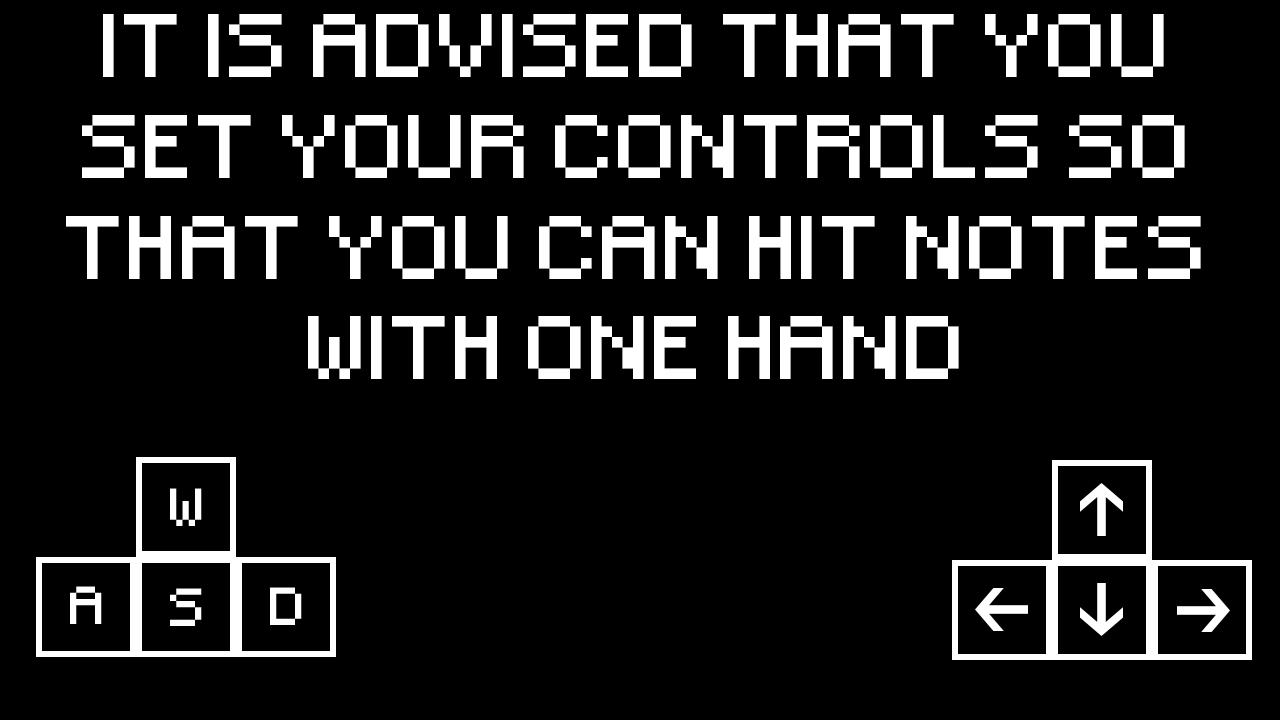 IT IS ADVISED THAT YOU
SET YOUR CONTROLS SO
THAT YOU CAN HIT NOTES
WITH ONE HAND
W ↑
A S D ← ↓ →